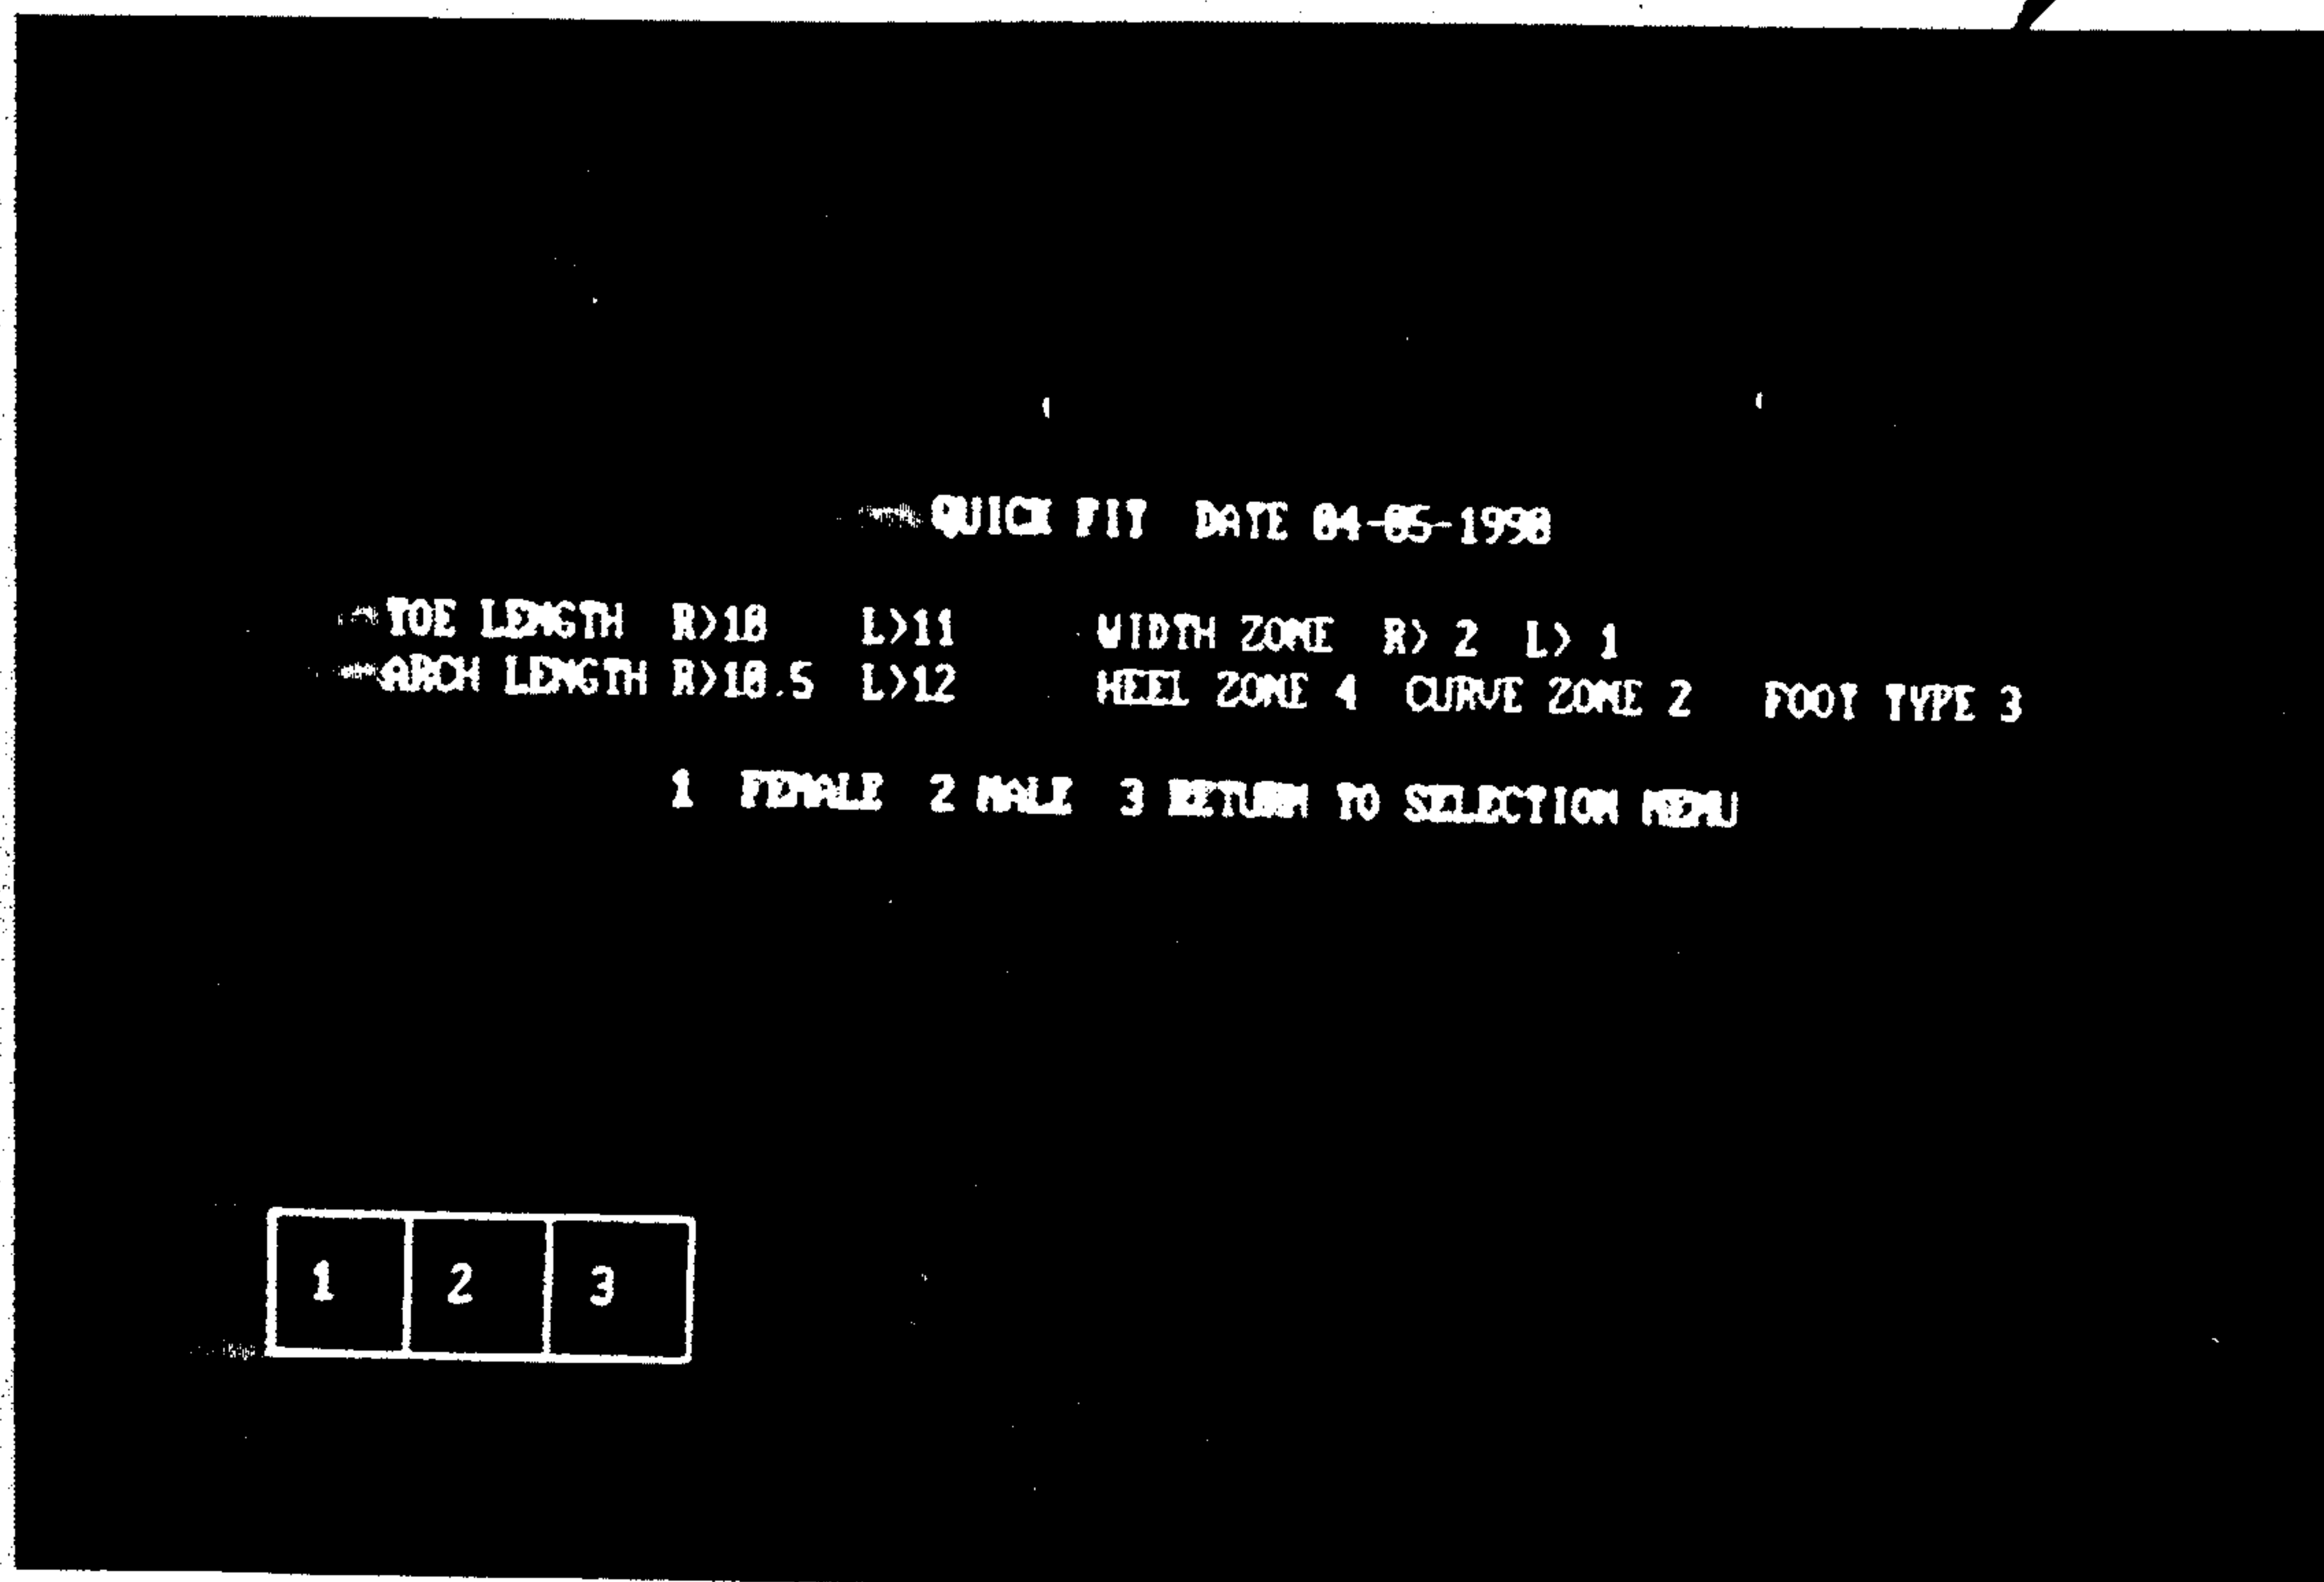 QUICK FIT DATE 04-05-1998
TOE LENGTH R>10 L>11 WIDTH ZONE R> 2 L> 1
ARCH LENGTH R>10.5 L>12 HEEL ZONE 4 CURVE ZONE 2 FOOT TYPE 3
1 FEMALE 2 MALE 3 RETURN TO SELECTION MENU
1 2 3